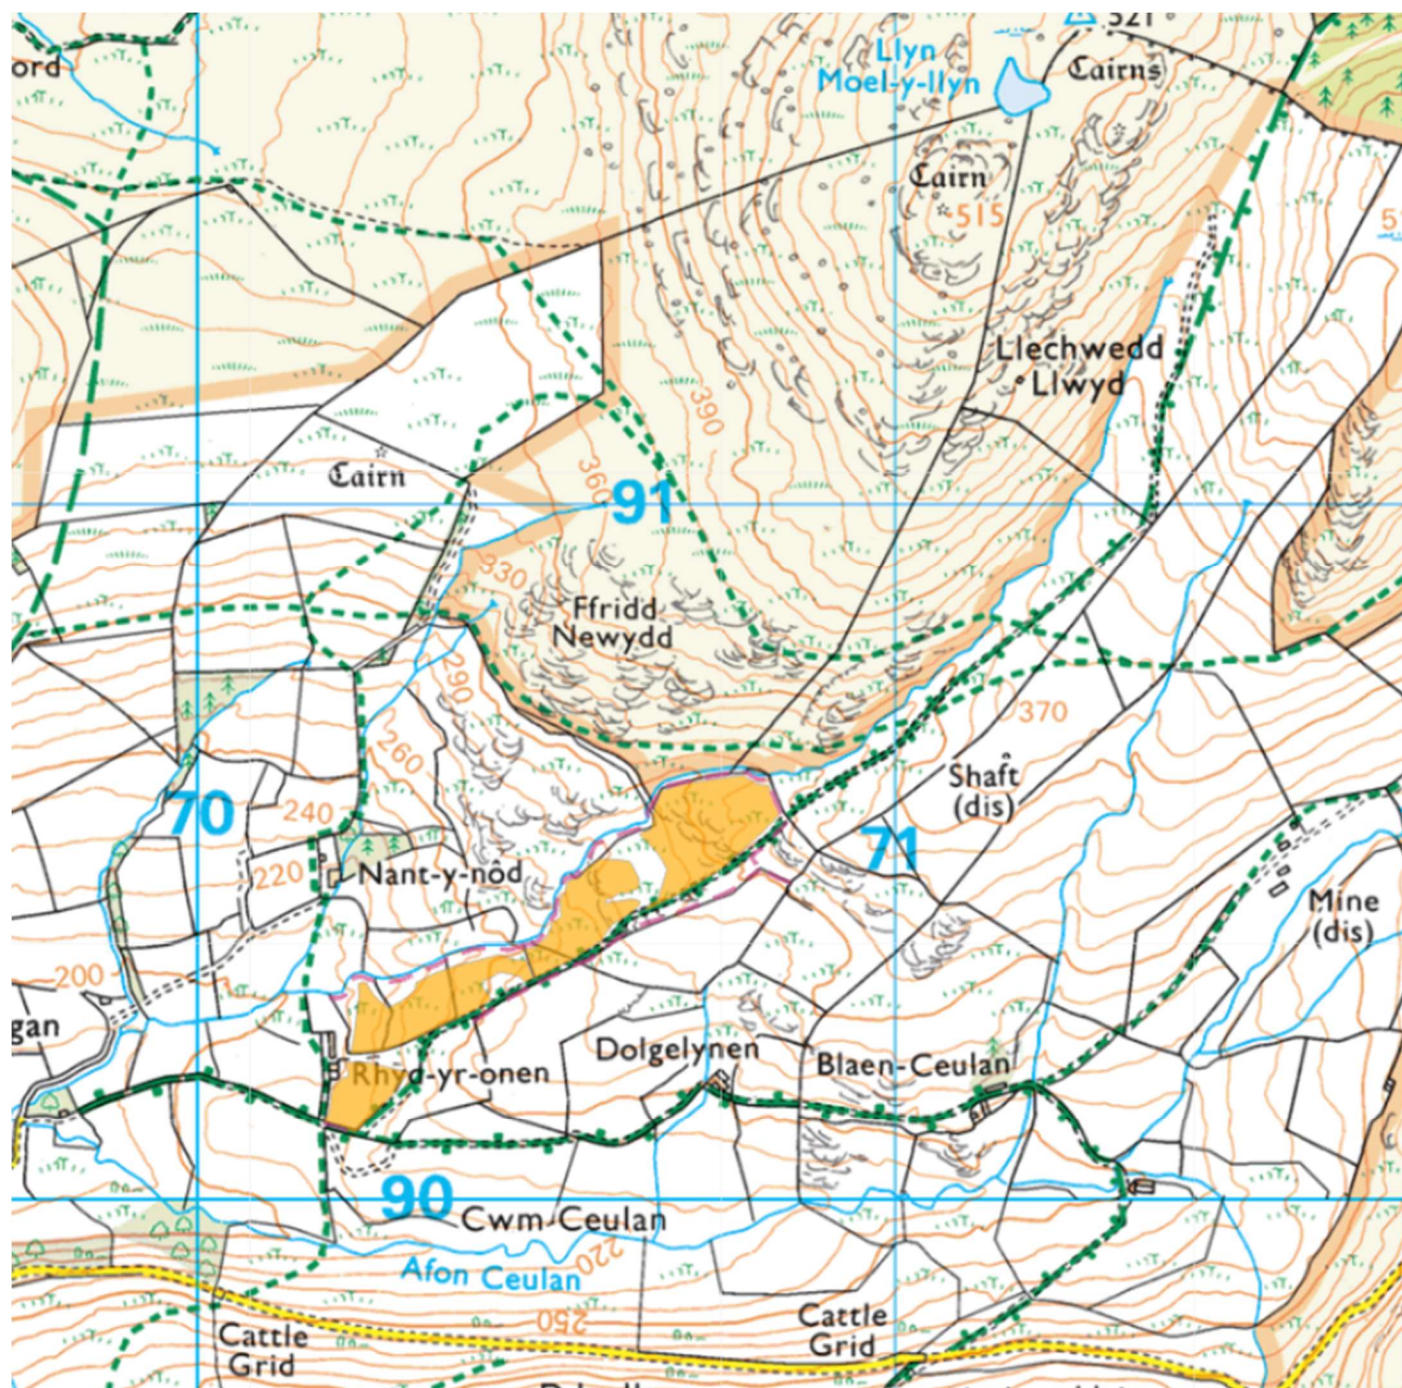 521
ord
Llyn
Moel-y-llyn
Cairns
Cairn
515
Llechwedd
Llwyd
390
Cairn
360
91
330
Ffridd
Newydd
290
370
260
Shaft
(dis)
70
240
71
220
Nant-y-nôd
Mine
(dis)
200
gan
Dolgelynen
Blaen-Ceulan
Rhyd-yr-onen
90
Cwm Ceulan
220
Afon Ceulan
250
Cattle
Grid
Cattle
Grid